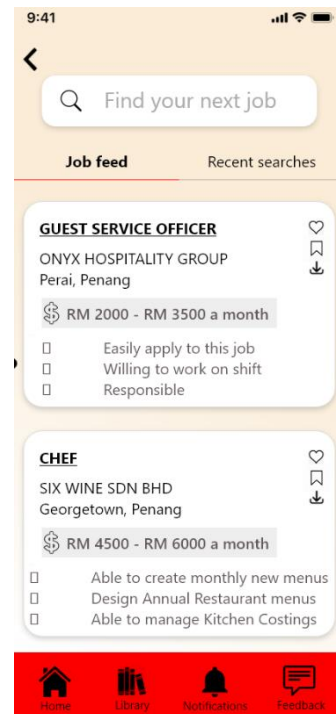 9:41
Find your next job
Job feed
Recent searches
GUEST SERVICE OFFICER
ONYX HOSPITALITY GROUP
Perai, Penang
RM 2000 - RM 3500 a month
Easily apply to this job
Willing to work on shift
Responsible
CHEF
SIX WINE SDN BHD
Georgetown, Penang
RM 4500 - RM 6000 a month
Able to create monthly new menus
Design Annual Restaurant menus
Able to manage Kitchen Costings
Home
Library
Notifications
Feedback